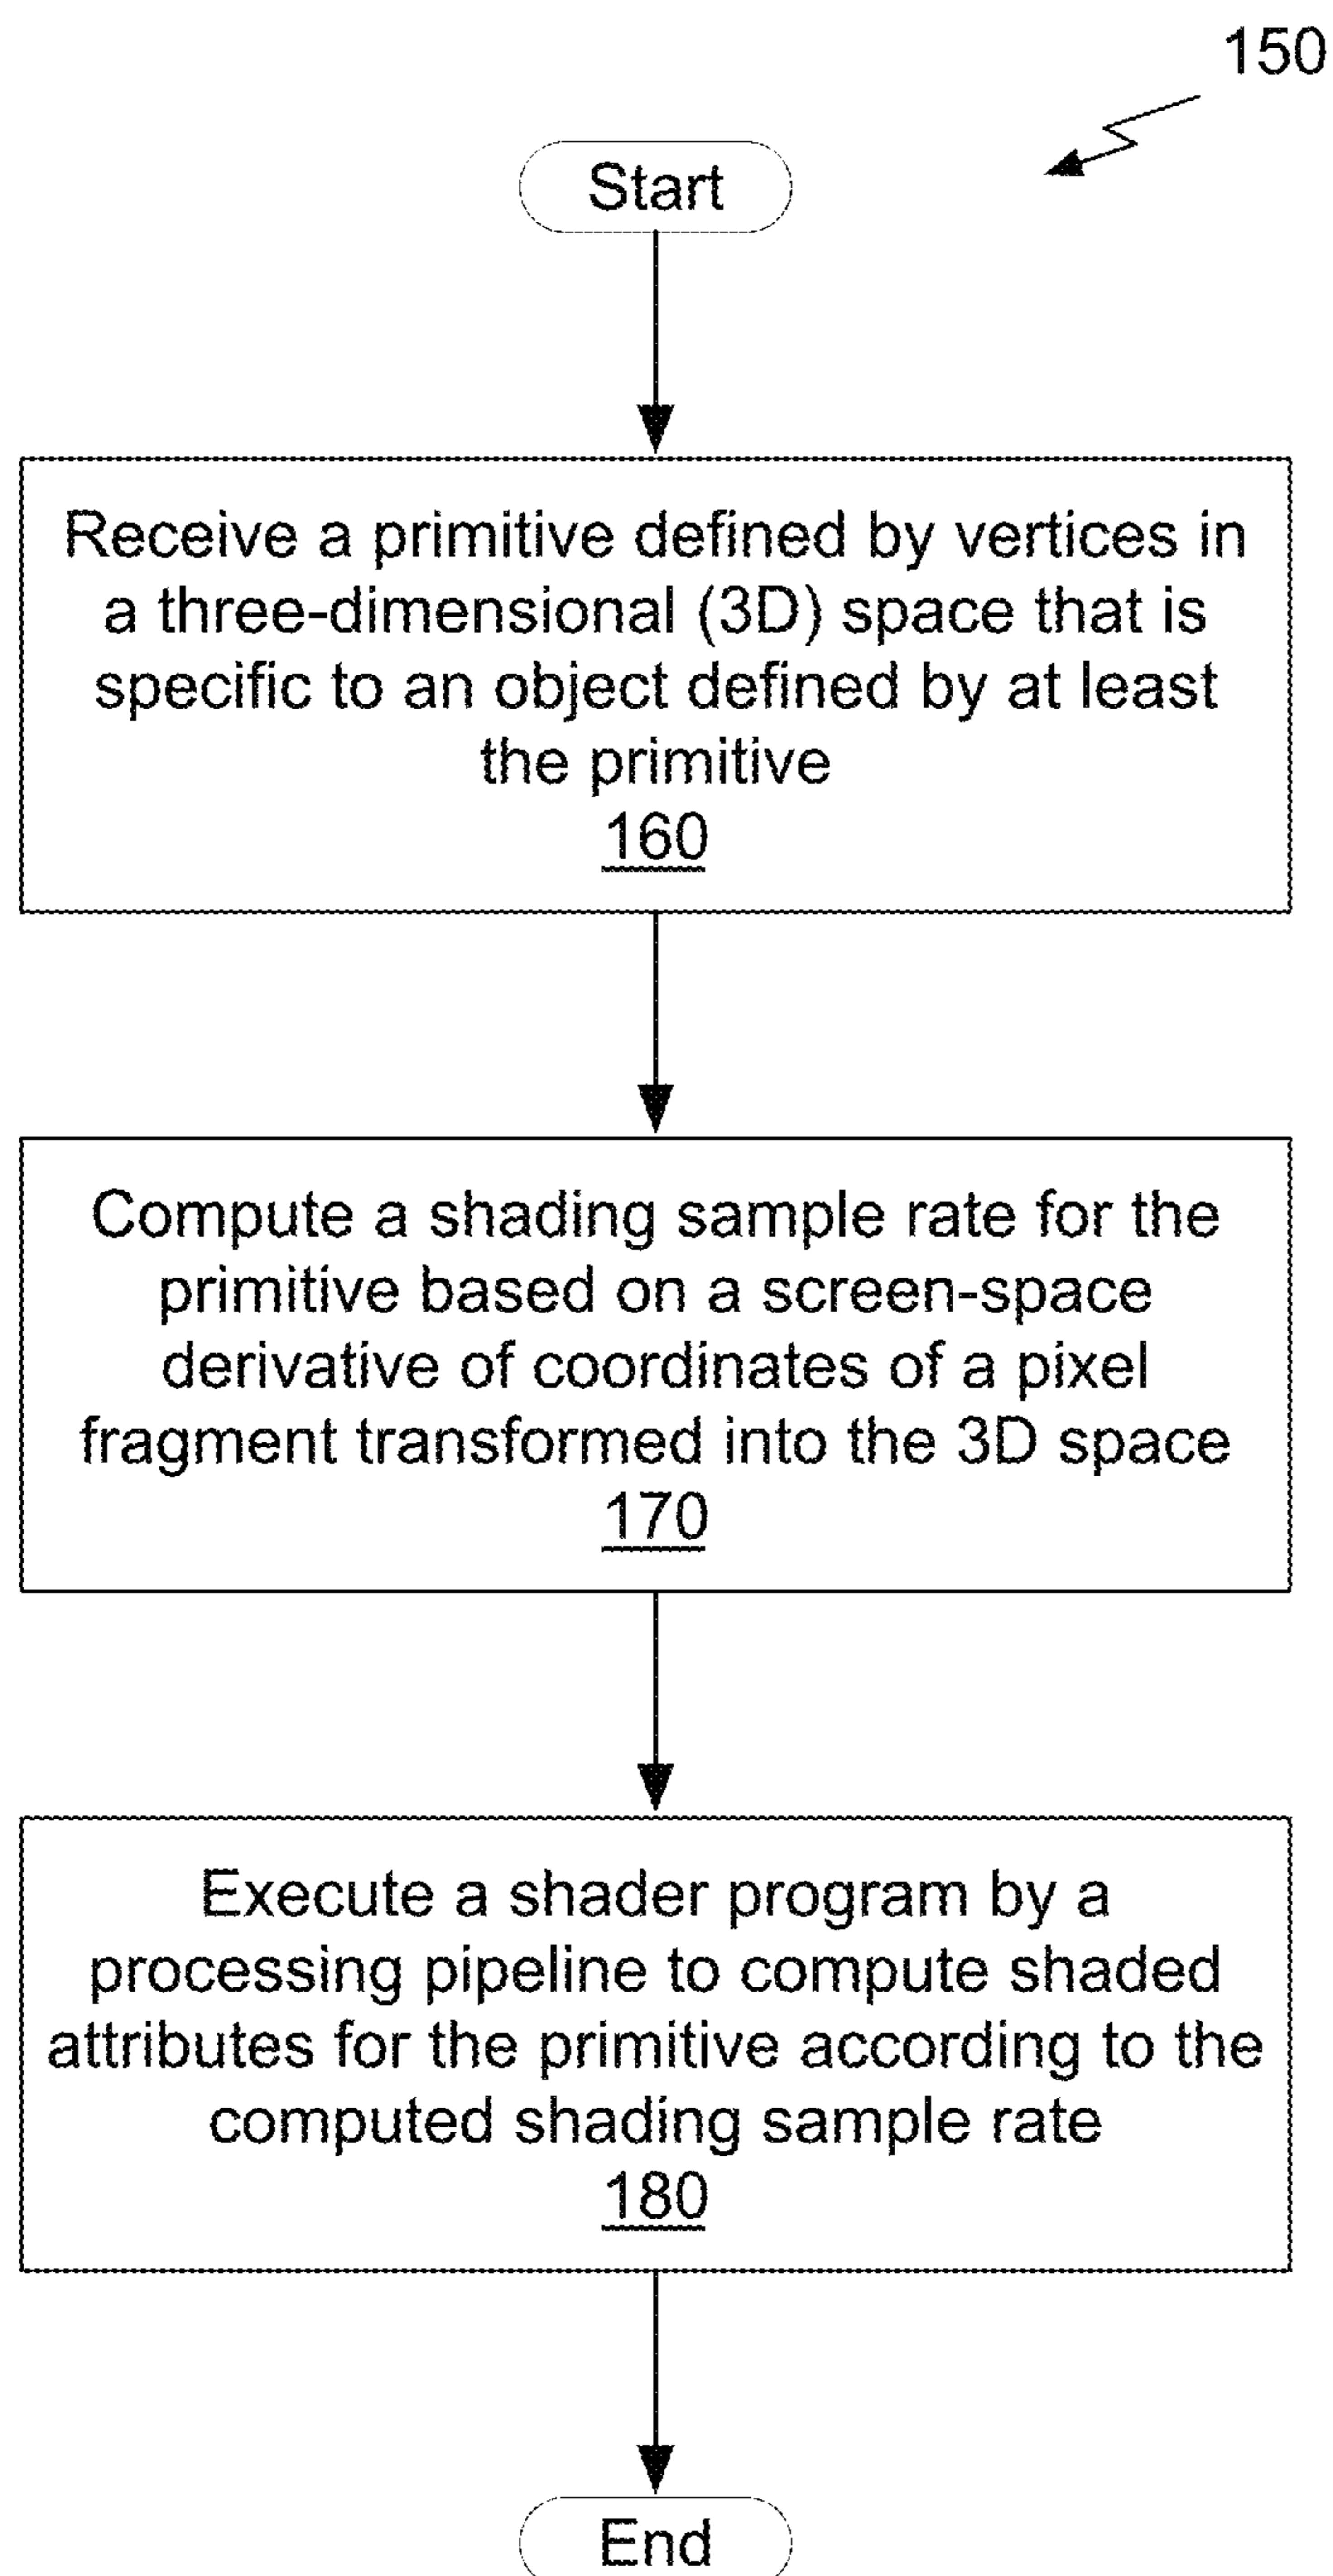 150
Start
Receive a primitive defined by vertices in
a three-dimensional (3D) space that is
specific to an object defined by at least
the primitive
160
Compute a shading sample rate for the
primitive based on a screen-space
derivative of coordinates of a pixel
fragment transformed into the 3D space
170
Execute a shader program by a
processing pipeline to compute shaded
attributes for the primitive according to the
computed shading sample rate
180
End